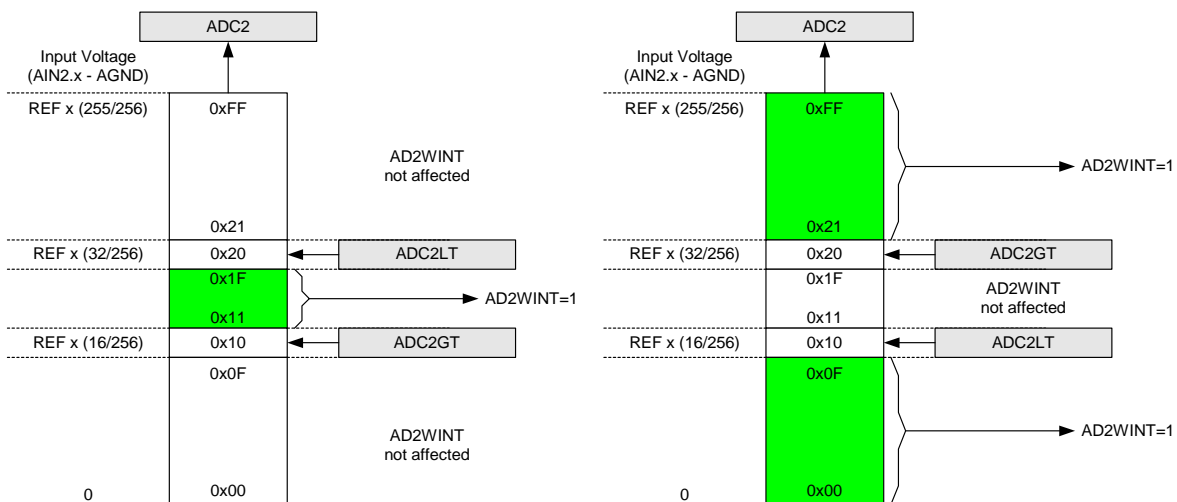 ADC2
Input Voltage
(AIN2.x - AGND)
REF x (255/256)
0xFF
AD2WINT
not affected
0x21
REF x (32/256)
0x20
ADC2LT
0x1F
AD2WINT=1
0x11
REF x (16/256)
0x10
ADC2GT
0x0F
AD2WINT
not affected
0
0x00
ADC2
Input Voltage
(AIN2.x - AGND)
REF x (255/256)
0xFF
AD2WINT=1
0x21
REF x (32/256)
0x20
ADC2GT
0x1F
AD2WINT
not affected
0x11
REF x (16/256)
0x10
ADC2LT
0x0F
AD2WINT=1
0
0x00